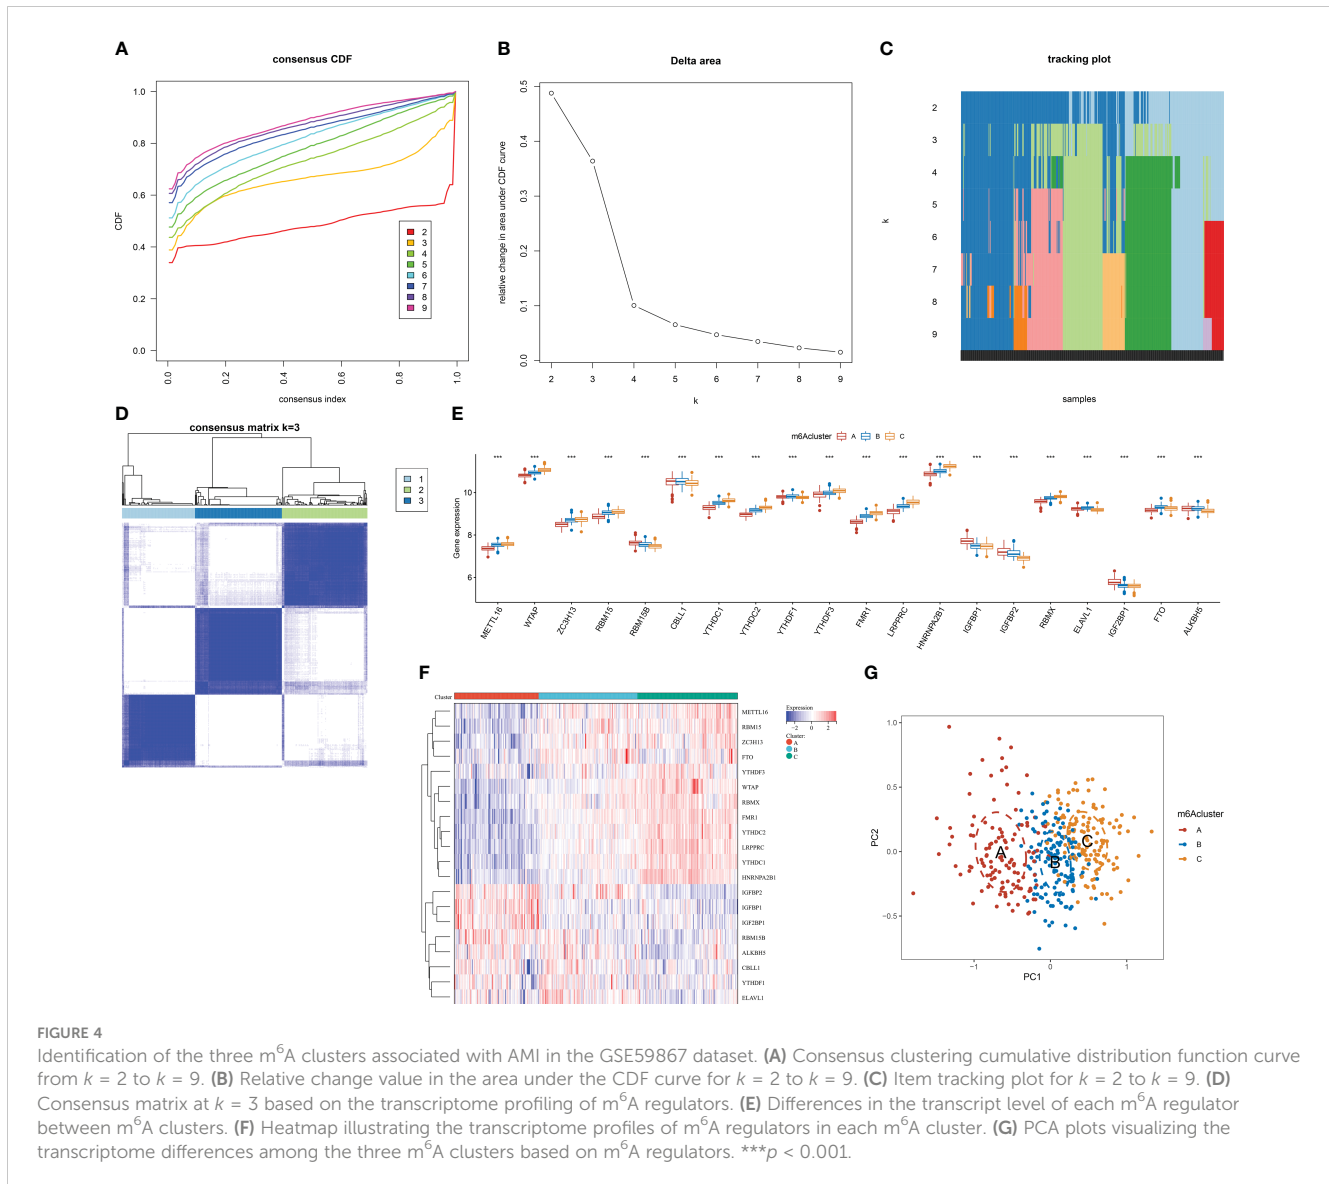 A
consensus CDF
1.0
0.8
0.6
0.4
0.2
0.0
CDF
0.0
0.2
0.4
0.6
0.8
1.0
consensus index
2
3
4
5
6
7
8
9
B
Delta area
0.5
0.4
0.3
0.2
0.1
0.0
relative change in area under CDF curve
2 3 4 5 6 7 8 9
k
C
tracking plot
2
3
4
5
6
7
8
9
k
samples
D
consensus matrix k=3
1
2
3
E
m6Acluster A B C
*** *** *** *** *** *** *** *** *** *** *** *** *** *** *** *** *** *** *** ***
10
8
6
Gene expression
METTL16
WTAP
ZC3H13
RBM15
RBM15B
CBLL1
YTHDC1
YTHDC2
YTHDF1
YTHDF3
FMR1
LRPPRC
HNRNPA2B1
IGFBP1
IGFBP2
RBMX
ELAVL1
IGF2BP1
FTO
ALKBH5
F
Cluster
METTL16
RBM15
ZC3H13
FTO
YTHDF3
WTAP
RBMX
FMR1
YTHDC2
LRPPRC
YTHDC1
HNRNPA2B1
IGFBP2
IGFBP1
IGF2BP1
RBM15B
ALKBH5
CBLL1
YTHDF1
ELAVL1
Expression
−2 0 2
Cluster:
A
B
C
G
1.0
0.5
0.0
−0.5
PC2
−1 0 1
PC1
A
B
C
m6Acluster
A
B
C
FIGURE 4
Identification of the three m⁶A clusters associated with AMI in the GSE59867 dataset. (A) Consensus clustering cumulative distribution function curve
from k = 2 to k = 9. (B) Relative change value in the area under the CDF curve for k = 2 to k = 9. (C) Item tracking plot for k = 2 to k = 9. (D)
Consensus matrix at k = 3 based on the transcriptome profiling of m⁶A regulators. (E) Differences in the transcript level of each m⁶A regulator
between m⁶A clusters. (F) Heatmap illustrating the transcriptome profiles of m⁶A regulators in each m⁶A cluster. (G) PCA plots visualizing the
transcriptome differences among the three m⁶A clusters based on m⁶A regulators. ***p < 0.001.